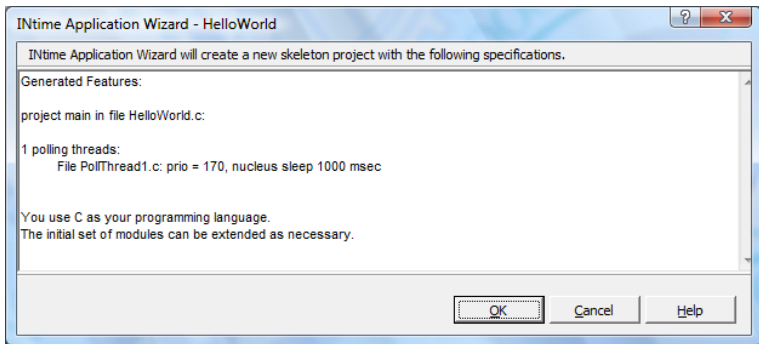 INtime Application Wizard - HelloWorld
INtime Application Wizard will create a new skeleton project with the following specifications.
Generated Features:
project main in file HelloWorld.c:
1 polling threads:
File PollThread1.c: prio = 170, nucleus sleep 1000 msec
You use C as your programming language.
The initial set of modules can be extended as necessary.
OK Cancel Help